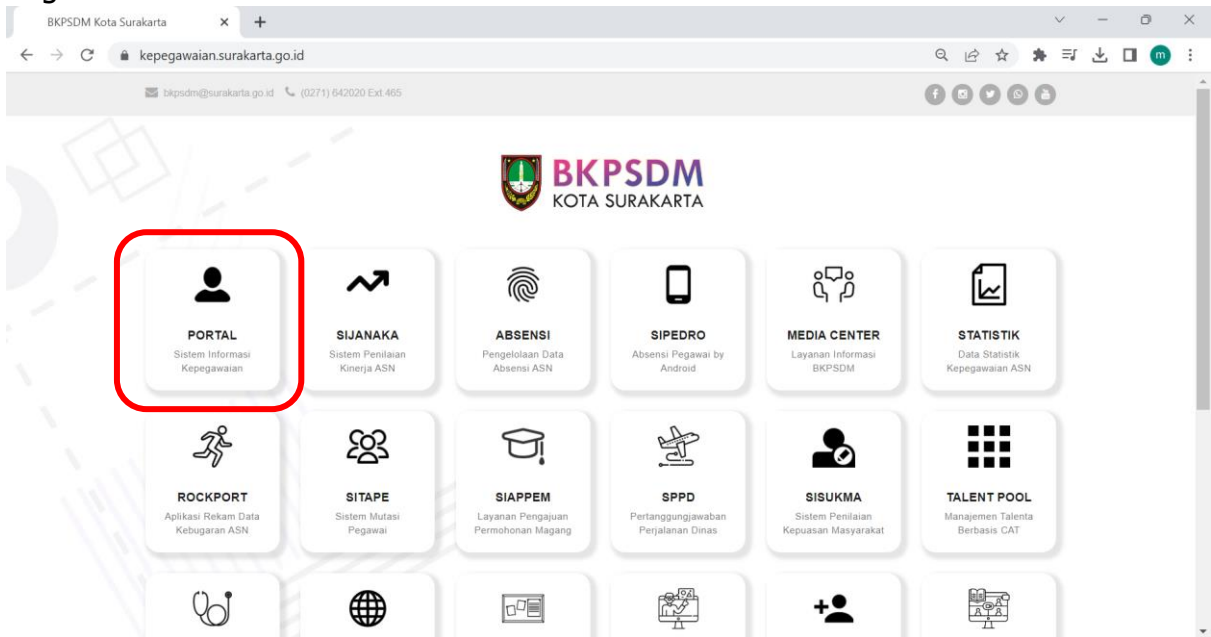 BKPSDM Kota Surakarta
kepegawaian.surakarta.go.id
m
bkpsdm@surakarta.go.id (0271) 642020 Ext.465
BKPSDM
KOTA SURAKARTA
PORTAL
Sistem Informasi
Kepegawaian
SIJANAKA
Sistem Penilaian
Kinerja ASN
ABSENSI
Pengelolaan Data
Absensi ASN
SIPEDRO
Absensi Pegawai by
Android
MEDIA CENTER
Layanan Informasi
BKPSDM
STATISTIK
Data Statistik
Kepegawaian ASN
ROCKPORT
Aplikasi Rekam Data
Kebugaran ASN
SITAPE
Sistem Mutasi
Pegawai
SIAPPEM
Layanan Pengajuan
Permohonan Magang
SPPD
Pertanggungjawaban
Perjalanan Dinas
SISUKMA
Sistem Penilaian
Kepuasan Masyarakat
TALENT POOL
Manajemen Talenta
Berbasis CAT